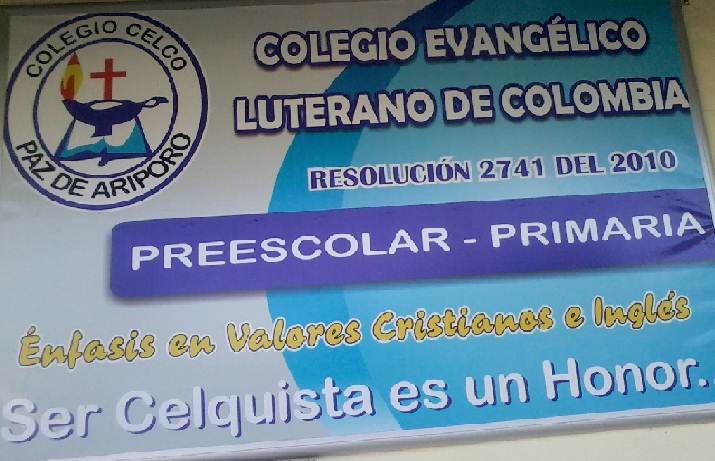 COLEGIO CELCO
PAZ DE ARIPORO
COLEGIO EVANGÉLICO
LUTERANO DE COLOMBIA
RESOLUCIÓN 2741 DEL 2010
PREESCOLAR - PRIMARIA
Énfasis en Valores Cristianos e Inglés
Ser Celquista es un Honor.